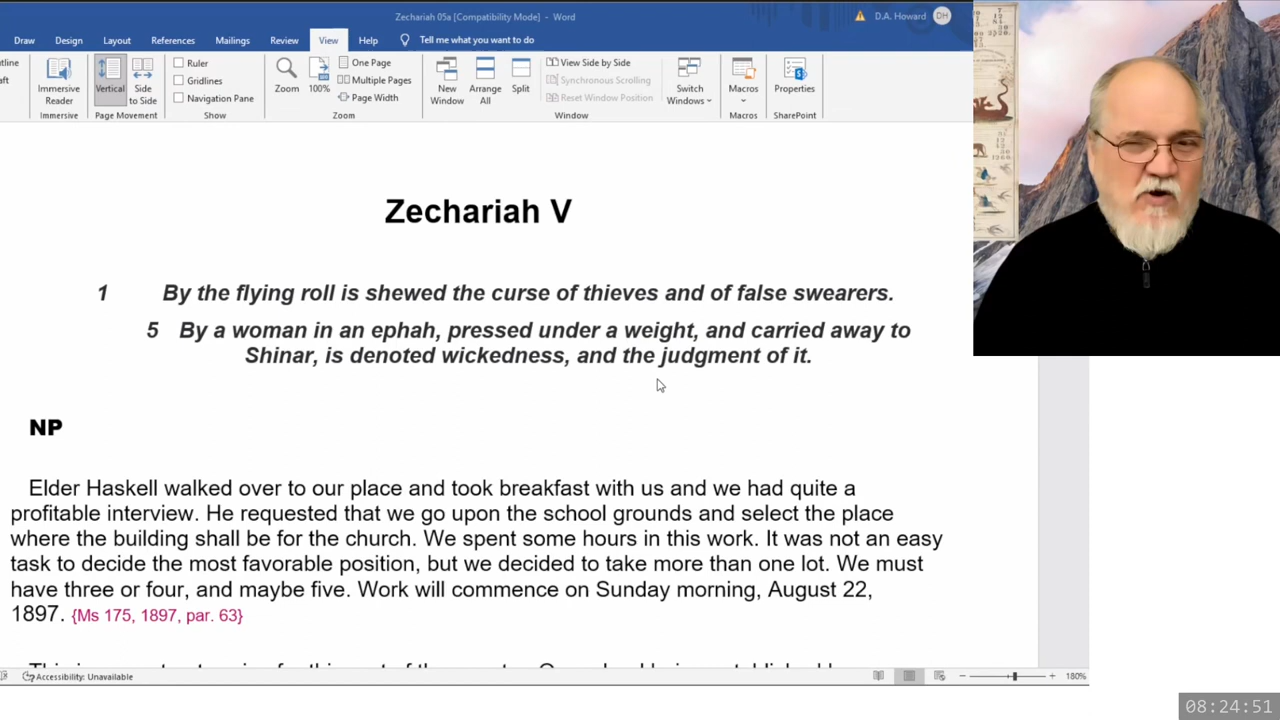 Zechariah 05a [Compatibility Mode] - Word
D.A. Howard DH
Draw Design Layout References Mailings Review View Help Tell me what you want to do
Immersive Reader
Immersive
Vertical
Side to Side
Page Movement
Ruler
Gridlines
Navigation Pane
Show
Zoom
100%
One Page
Multiple Pages
Page Width
Zoom
New Window
Arrange All
Split
View Side by Side
Synchronous Scrolling
Reset Window Position
Window
Switch Windows
Macros
Macros
Properties
SharePoint
Zechariah V
1 By the flying roll is shewed the curse of thieves and of false swearers.
5 By a woman in an ephah, pressed under a weight, and carried away to
Shinar, is denoted wickedness, and the judgment of it.
NP
Elder Haskell walked over to our place and took breakfast with us and we had quite a
profitable interview. He requested that we go upon the school grounds and select the place
where the building shall be for the church. We spent some hours in this work. It was not an easy
task to decide the most favorable position, but we decided to take more than one lot. We must
have three or four, and maybe five. Work will commence on Sunday morning, August 22,
1897. {Ms 175, 1897, par. 63}
Accessibility: Unavailable
180%
08:24:51